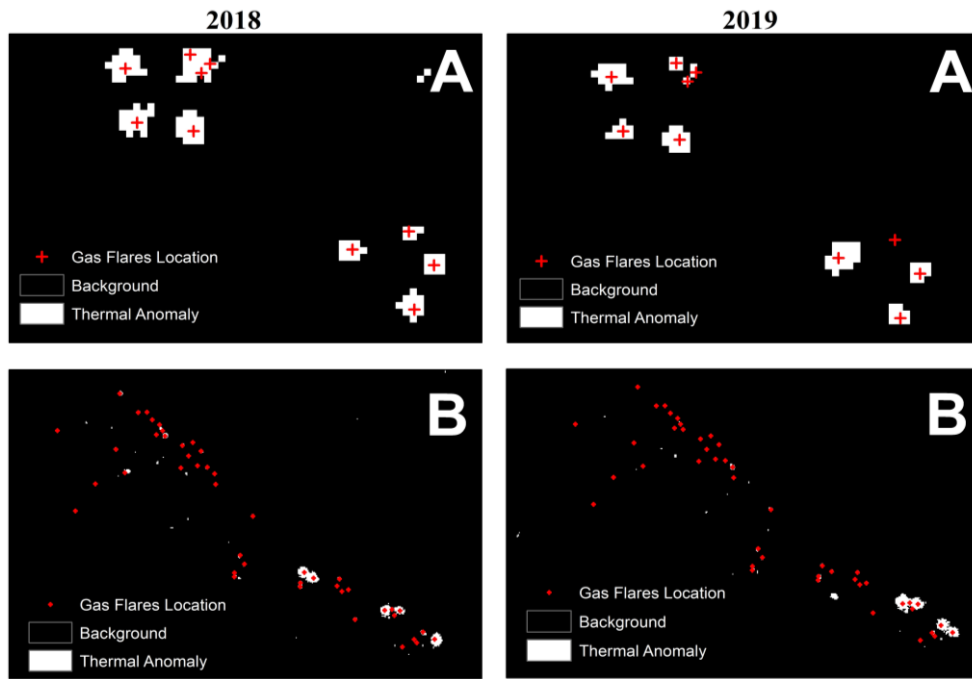 2018
2019
A
Gas Flares Location
Background
Thermal Anomaly
A
Gas Flares Location
Background
Thermal Anomaly
B
Gas Flares Location
Background
Thermal Anomaly
B
Gas Flares Location
Background
Thermal Anomaly